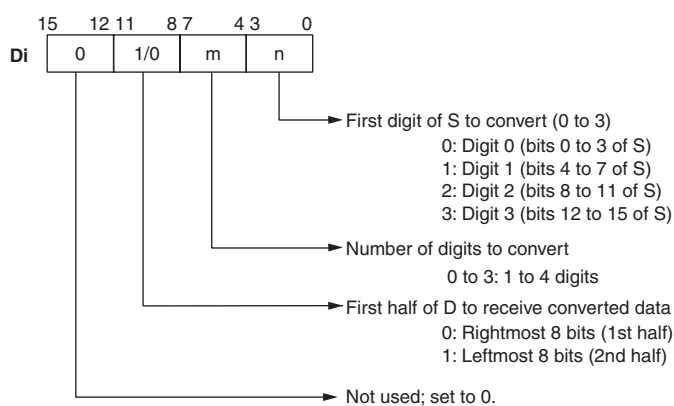 15 12 11 8 7 4 3 0
Di 0 1/0 m n
First digit of S to convert (0 to 3)
0: Digit 0 (bits 0 to 3 of S)
1: Digit 1 (bits 4 to 7 of S)
2: Digit 2 (bits 8 to 11 of S)
3: Digit 3 (bits 12 to 15 of S)
Number of digits to convert
0 to 3: 1 to 4 digits
First half of D to receive converted data
0: Rightmost 8 bits (1st half)
1: Leftmost 8 bits (2nd half)
Not used; set to 0.